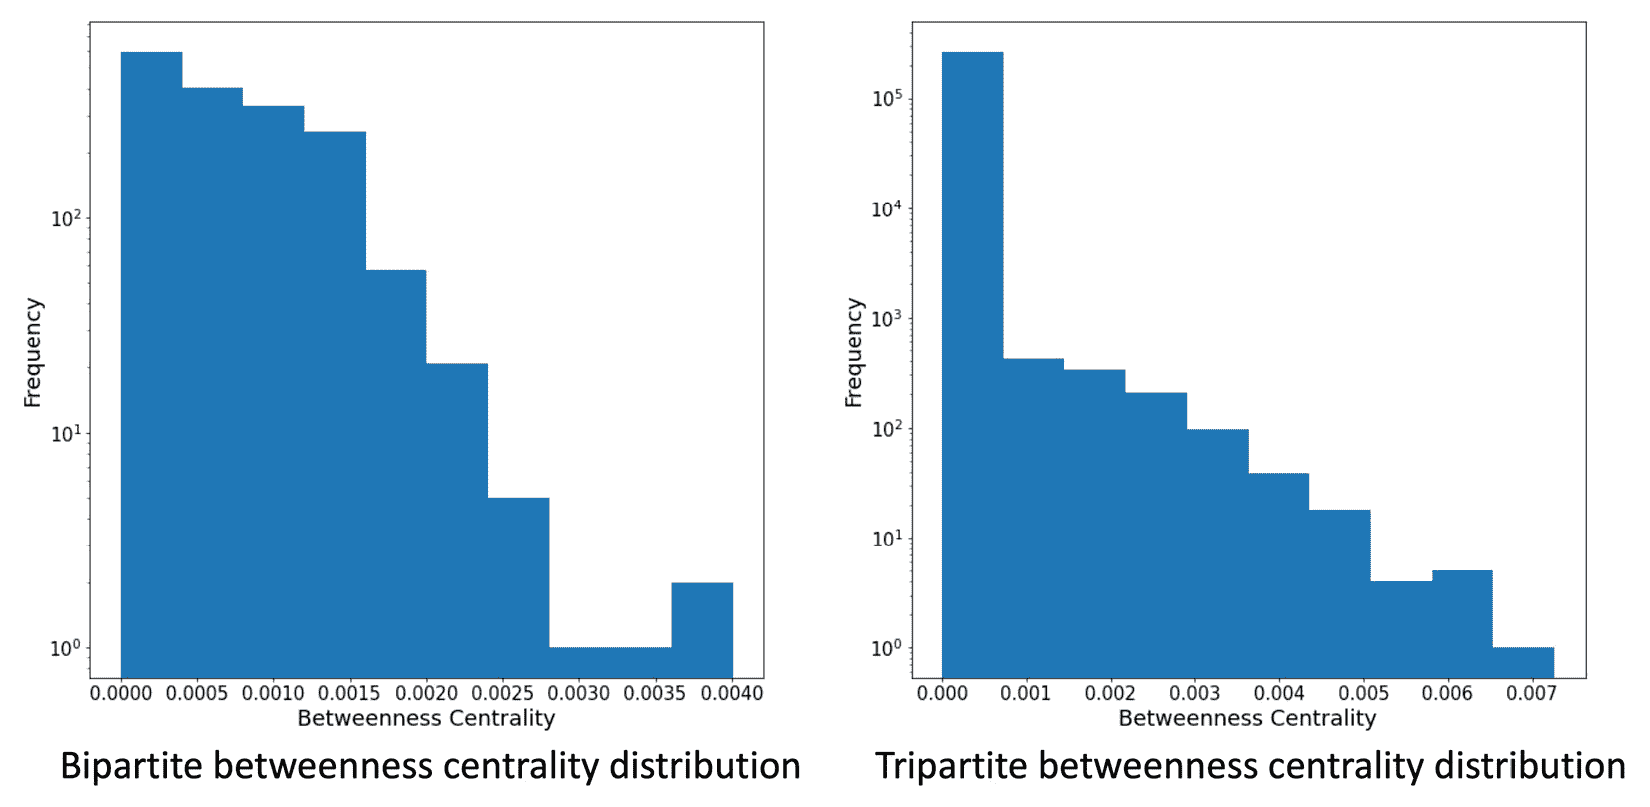 10²
10¹
10⁰
Frequency
0.0000 0.0005 0.0010 0.0015 0.0020 0.0025 0.0030 0.0035 0.0040
Betweenness Centrality
Bipartite betweenness centrality distribution
10⁵
10⁴
10³
10²
10¹
10⁰
Frequency
0.000 0.001 0.002 0.003 0.004 0.005 0.006 0.007
Betweenness Centrality
Tripartite betweenness centrality distribution